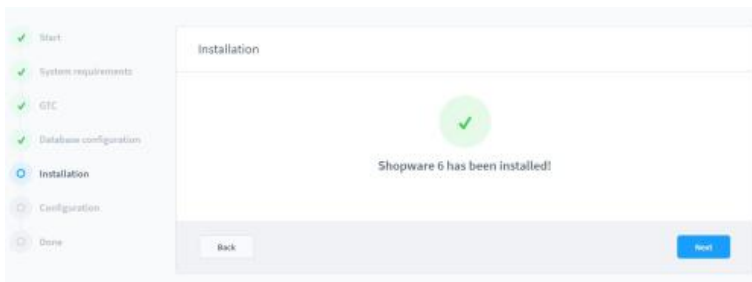 Start
System requirements
GTC
Database configuration
Installation
Configuration
Done
Installation
Shopware 6 has been installed!
Back
Next